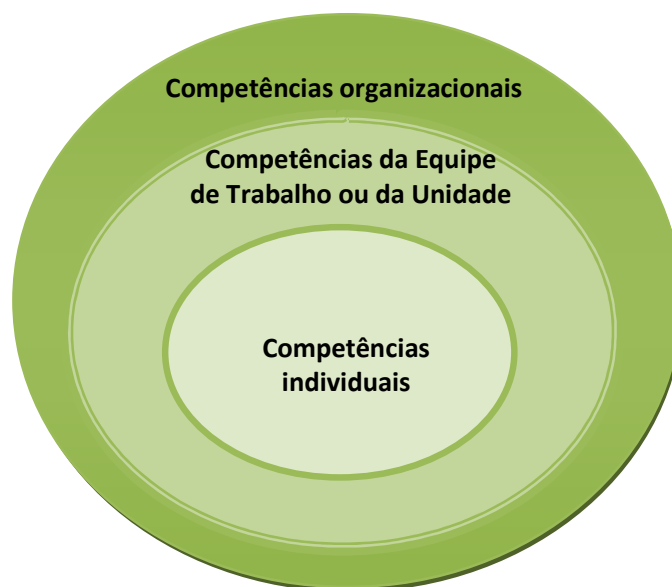 Competências organizacionais
Competências da Equipe
de Trabalho ou da Unidade
Competências
individuais